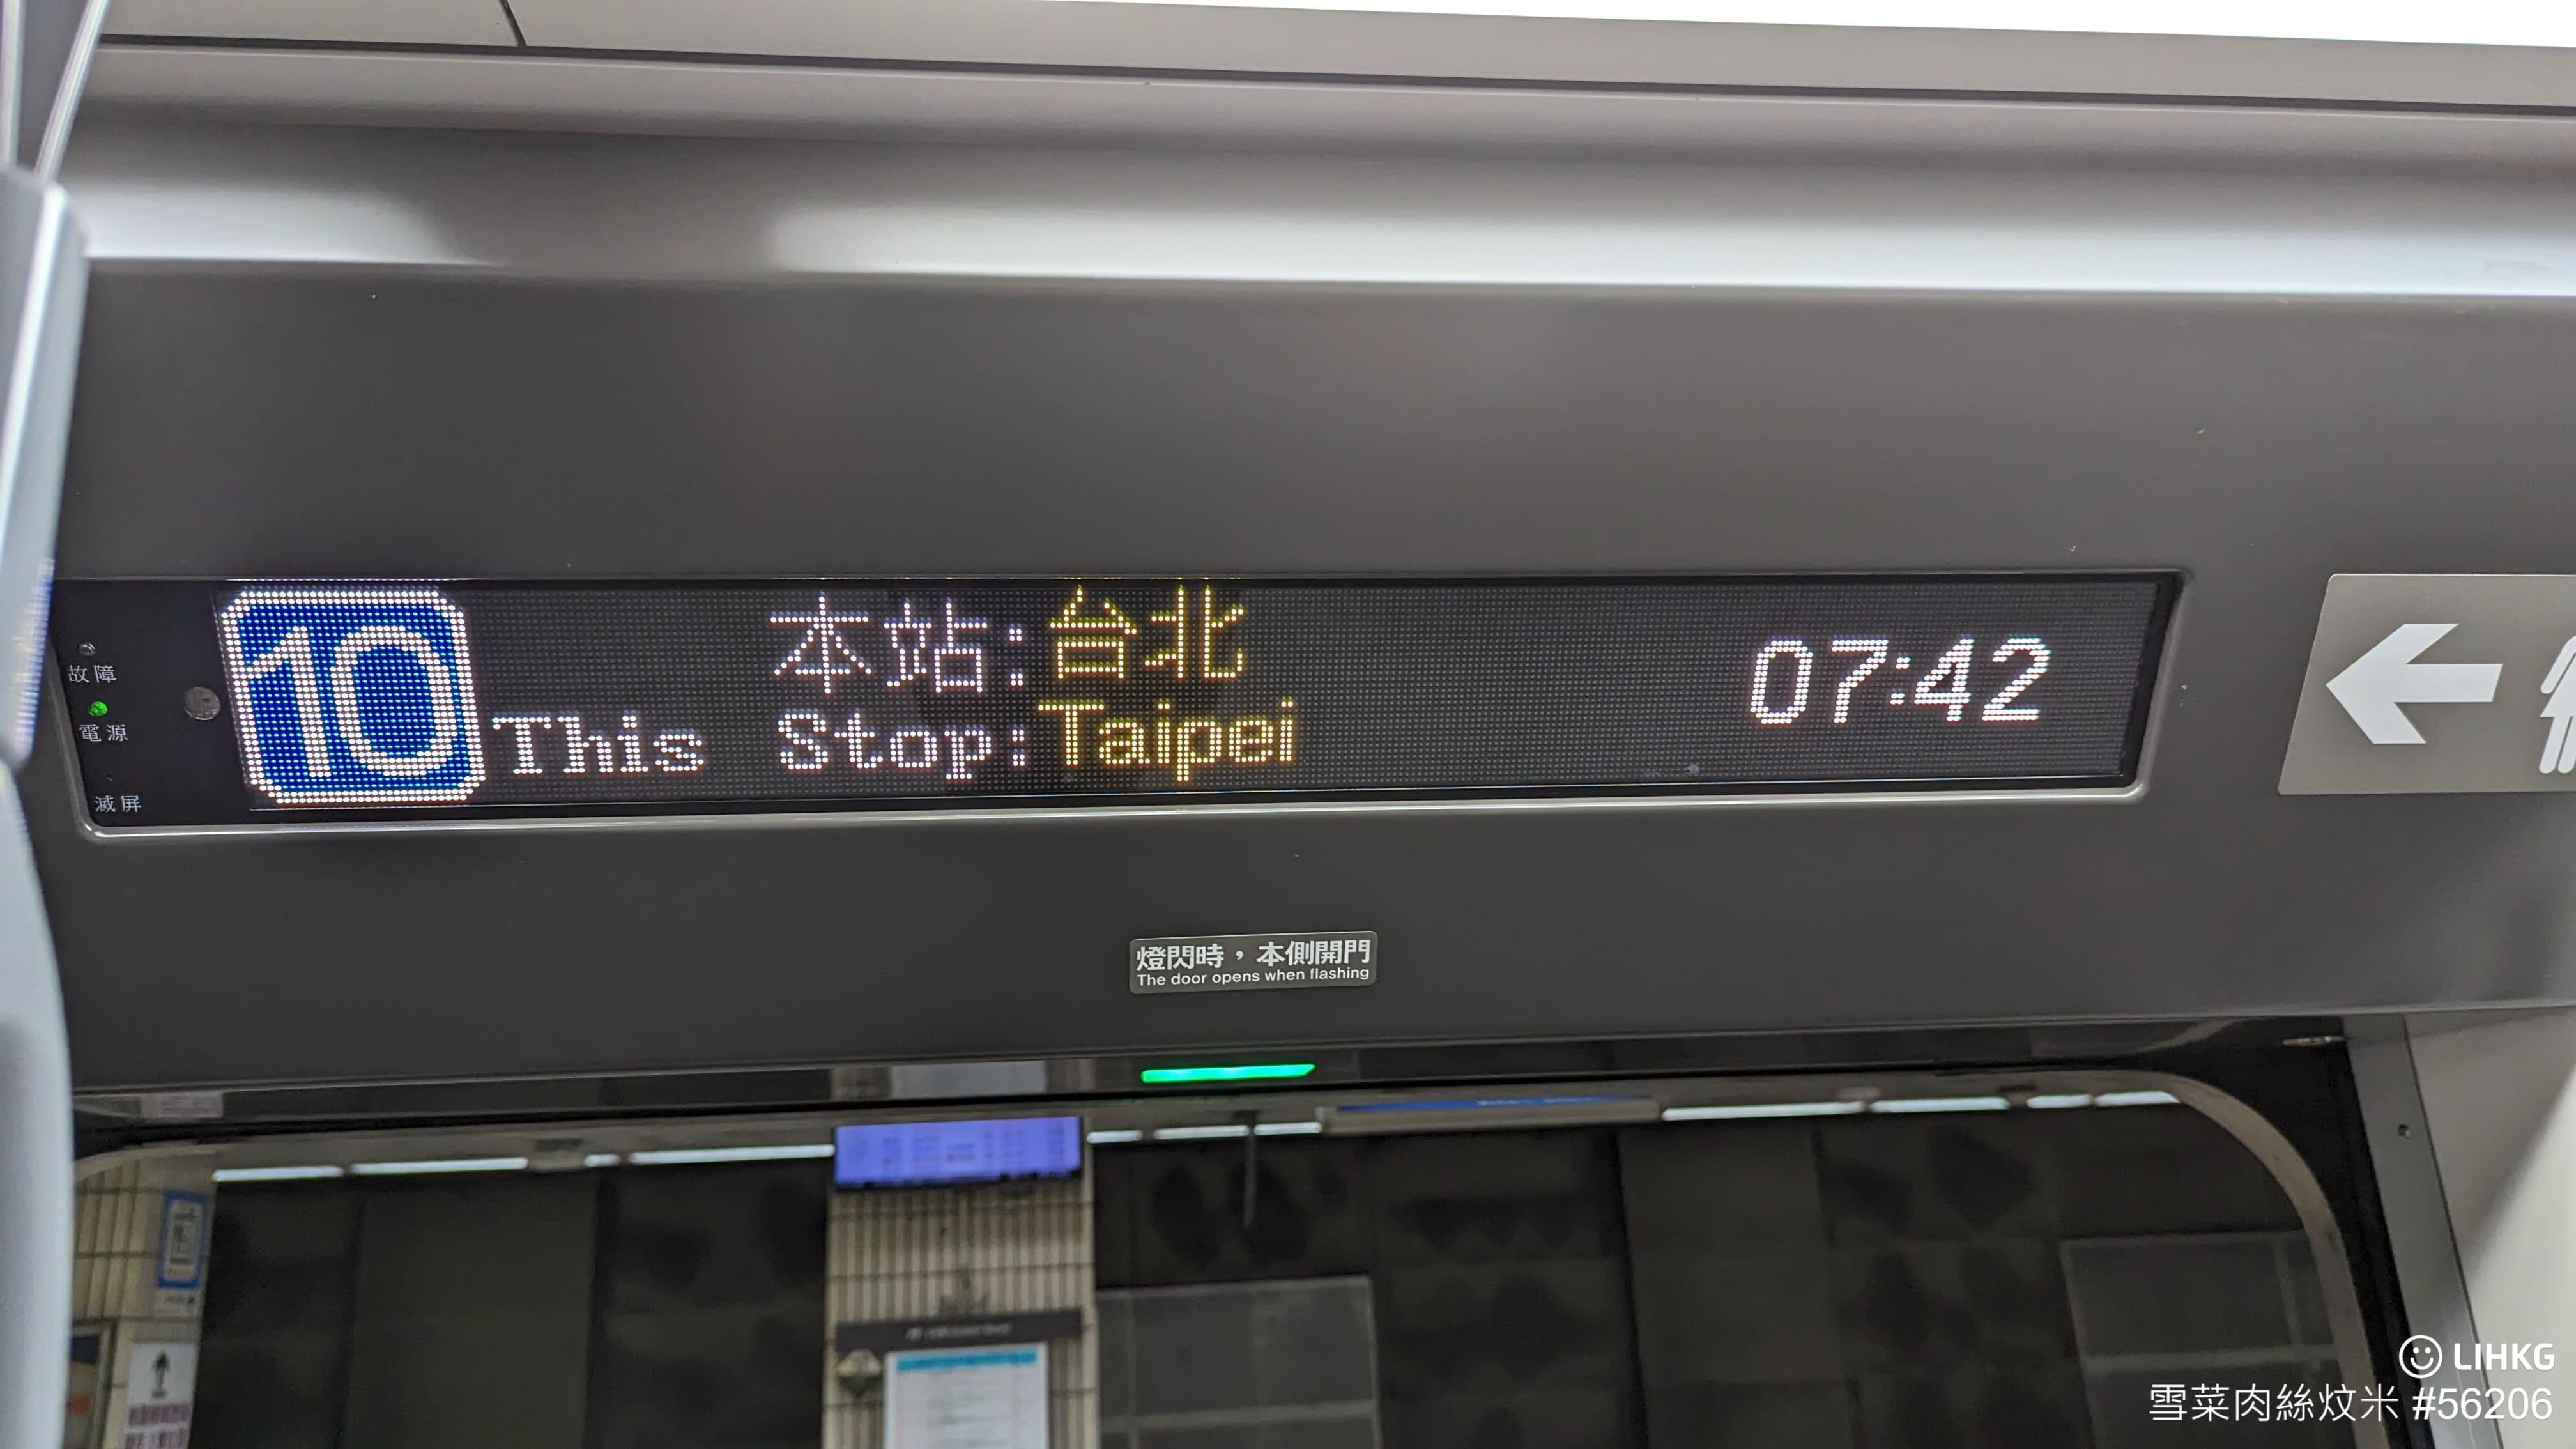 故障
電源
滅屏
10
本站:台北
This Stop:Taipei
07:42
燈閃時，本側開門
The door opens when flashing
LIHKG
雪菜肉絲炆米 #56206